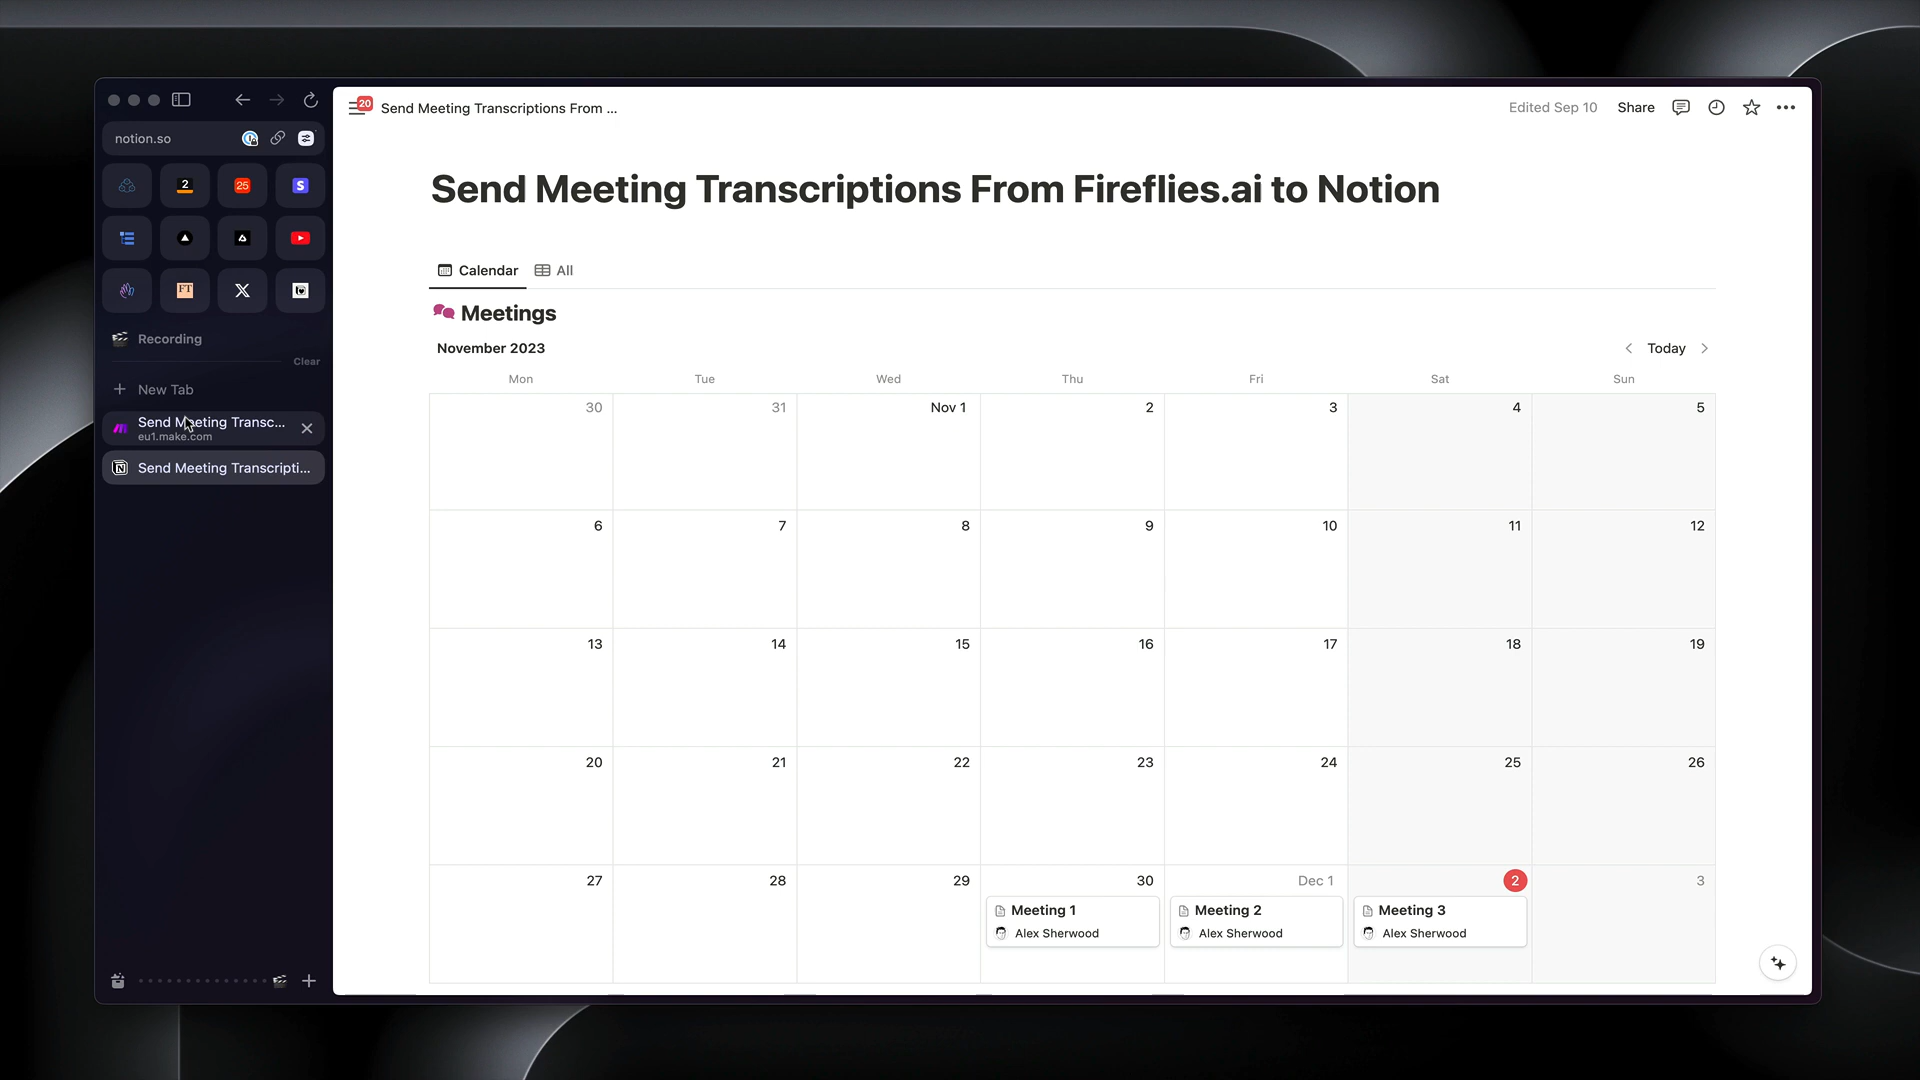 notion.so
2
25
S
FT
Recording
Clear
New Tab
Send Meeting Transc...
eu1.make.com
Send Meeting Transcripti...
20
Send Meeting Transcriptions From ...
Edited Sep 10
Share
Send Meeting Transcriptions From Fireflies.ai to Notion
Calendar
All
Meetings
November 2023
Today
Mon Tue Wed Thu Fri Sat Sun
30 31 Nov 1 2 3 4 5
6 7 8 9 10 11 12
13 14 15 16 17 18 19
20 21 22 23 24 25 26
27 28 29 30 Dec 1 2 3
Meeting 1 Meeting 2 Meeting 3
Alex Sherwood Alex Sherwood Alex Sherwood